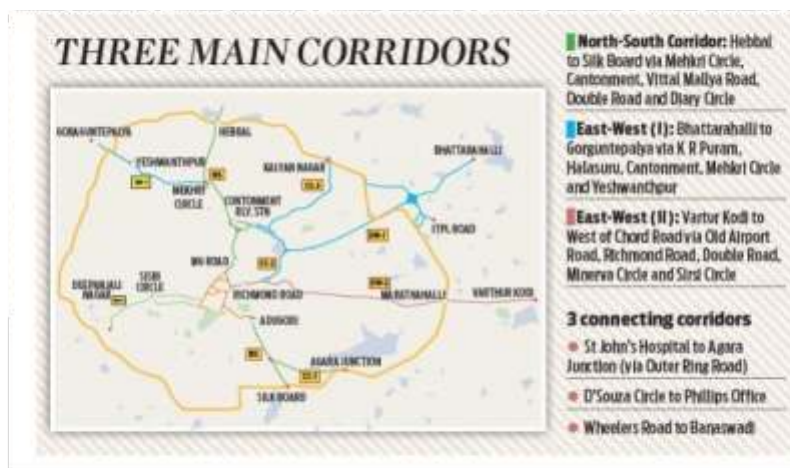 THREE MAIN CORRIDORS
North-South Corridor: Hebbal
to Silk Board via Mehkri Circle,
Cantonment, Vittal Mallya Road,
Double Road and Diary Circle
East-West (I): Bhattarahalli to
Gorguntepalya via K R Puram,
Halasuru, Cantonment, Mehkri Circle
and Yeshwanthpur
East-West (II): Vartur Kodi to
West of Chord Road via Old Airport
Road, Richmond Road, Double Road,
Minerva Circle and Sirsi Circle
3 connecting corridors
St John's Hospital to Agara
Junction (via Outer Ring Road)
D'Souza Circle to Phillips Office
Wheelers Road to Banaswadi
GORAGUNTEPALYA
HEBBAL
YESHWANTHPUR
KALYAN NAGAR
BHATTARAHALLI
MEKHRI
CIRCLE
CONTONMENT
RLY. STN
ITPL ROAD
MG ROAD
SIRSI
CIRCLE
DEEPANJALI
NAGAR
RICHMOND ROAD
MARATHAHALLI
VARTHUR KODI
ADUGODI
AGARA JUNCTION
SILK BOARD